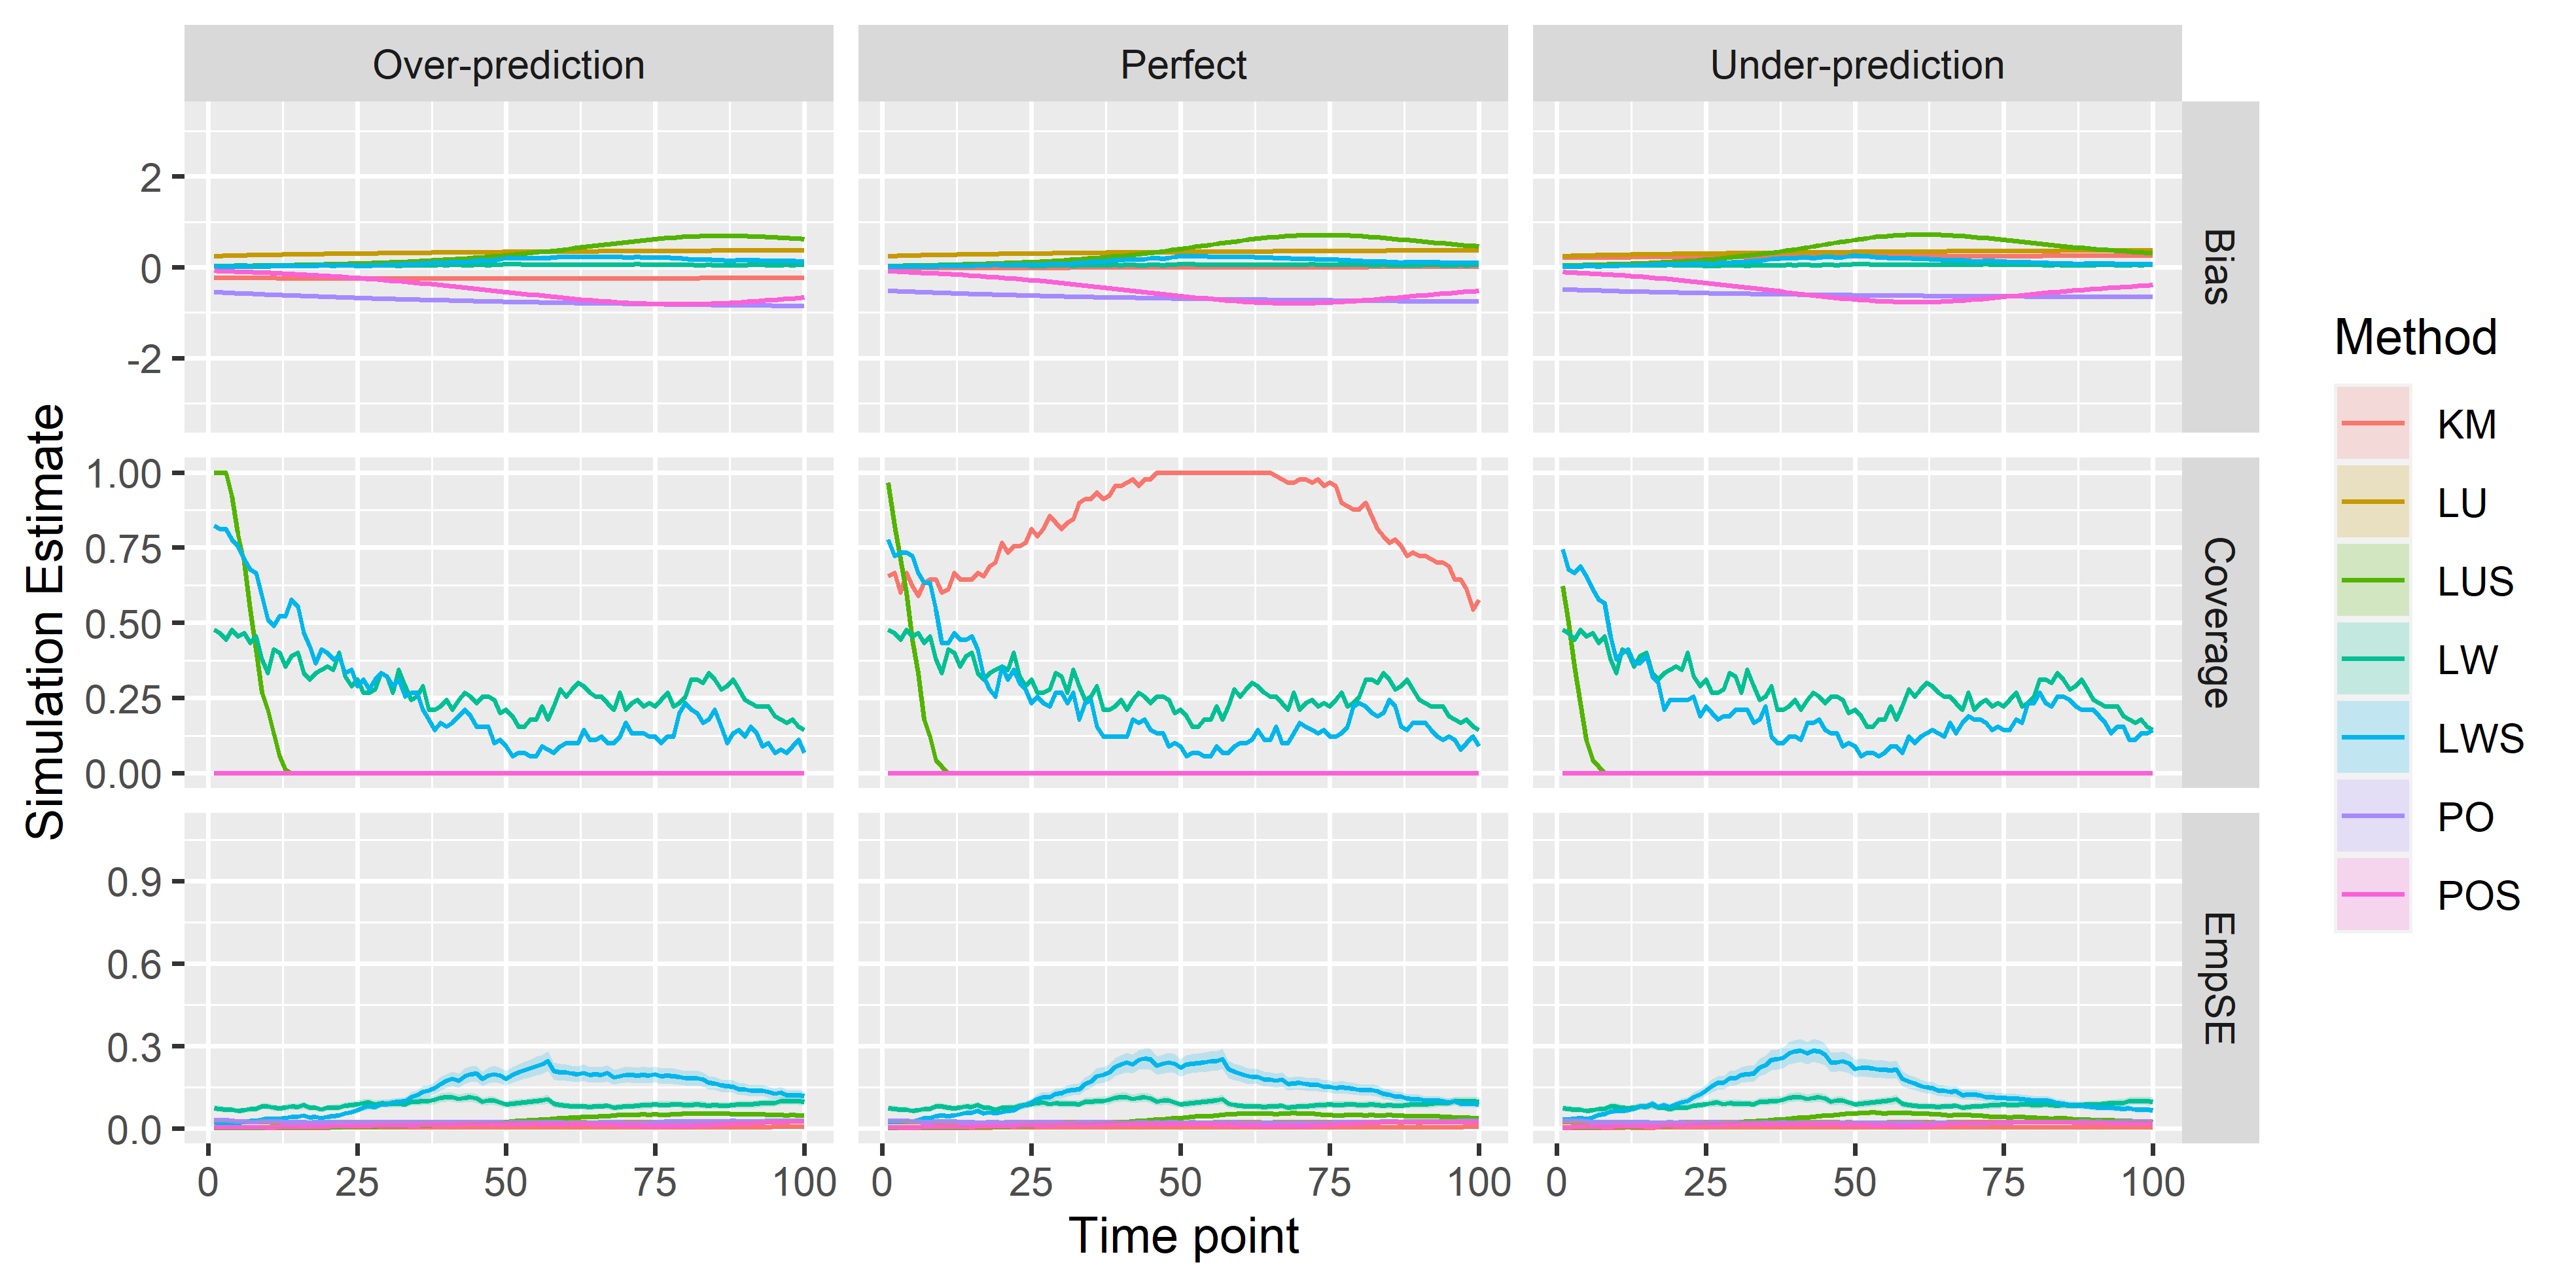 Over-prediction
Perfect
Under-prediction
2
0
-2
Bias
1.00
0.75
0.50
0.25
0.00
Coverage
0.9
0.6
0.3
0.0
EmpSE
0 25 50 75 100
0 25 50 75 100
0 25 50 75 100
Time point
Simulation Estimate
Method
KM
LU
LUS
LW
LWS
PO
POS